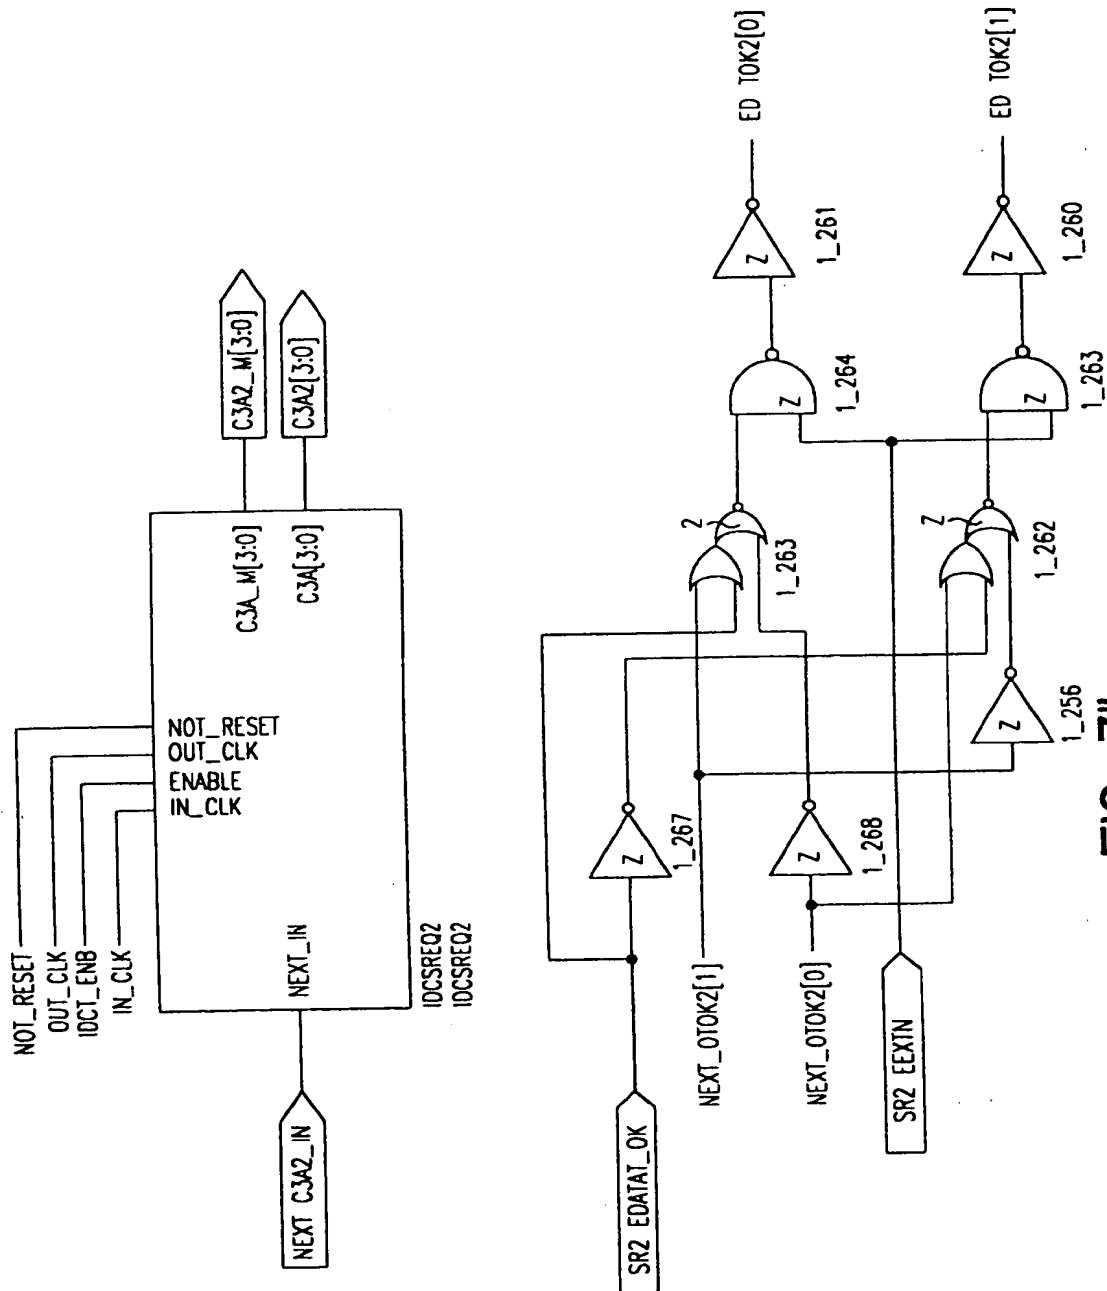 NOT_RESET
OUT_CLK
IDCT_ENB
IN_CLK
NOT_RESET
OUT_CLK
ENABLE
IN_CLK
NEXT_IN
NEXT C3A2_IN
C3A_M[3:0]
C3A[3:0]
C3A2_M[3:0]
C3A2[3:0]
IDCSREQ2
IDCSREQ2
SR2 EDATAT_OK
NEXT_OTOK2[1]
NEXT_OTOK2[0]
SR2 EEXTN
Z
1_267
Z
1_268
Z
1_256
2
1_263
Z
1_262
Z
1_264
Z
1_263
Z
1_261
Z
1_260
ED TOK2[0]
ED TOK2[1]